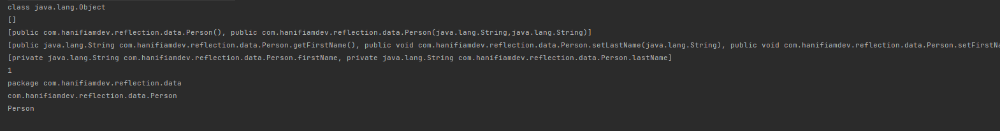 class java.lang.Object
[]
[public com.hanifiamdev.reflection.data.Person(), public com.hanifiamdev.reflection.data.Person(java.lang.String,java.lang.String)]
[public java.lang.String com.hanifiamdev.reflection.data.Person.getFirstName(), public void com.hanifiamdev.reflection.data.Person.setLastName(java.lang.String), public void com.hanifiamdev.reflection.data.Person.setFirstNa
[private java.lang.String com.hanifiamdev.reflection.data.Person.firstName, private java.lang.String com.hanifiamdev.reflection.data.Person.lastName]
1
package com.hanifiamdev.reflection.data
com.hanifiamdev.reflection.data.Person
Person